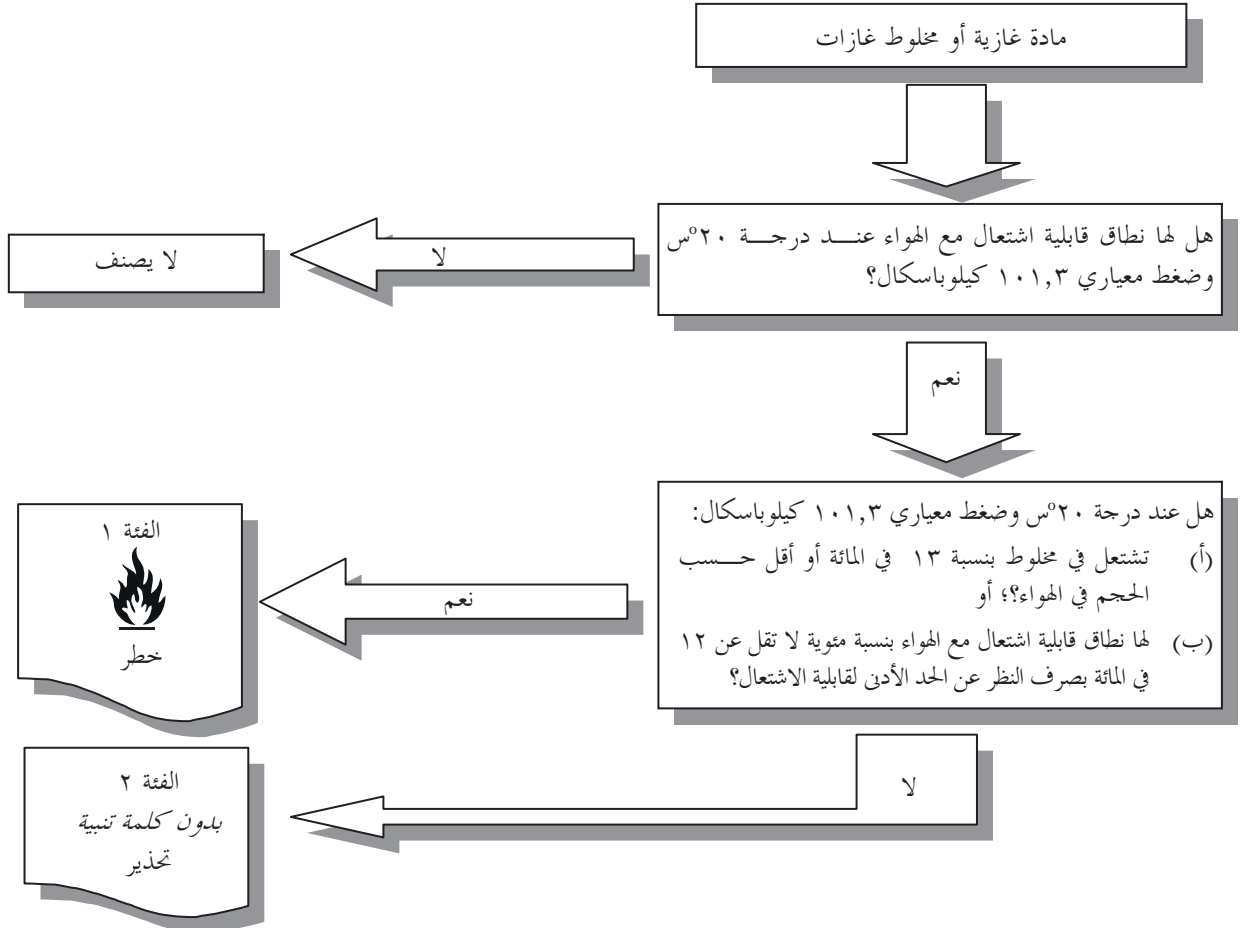 مادة غازية أو مخلوط غازات
هل لها نطاق قابلية اشتعال مع الهواء عند درجة ٢٠°س
وضغط معياري ١٠١,٣ كيلوباسكال؟
لا
لا يصنف
نعم
هل عند درجة ٢٠°س وضغط معياري ١٠١,٣ كيلوباسكال:
(أ) تشتعل في مخلوط بنسبة ١٣ في المائة أو أقل حسب
الحجم في الهواء؟؛ أو
(ب) لها نطاق قابلية اشتعال مع الهواء بنسبة مئوية لا تقل عن ١٢
في المائة بصرف النظر عن الحد الأدنى لقابلية الاشتعال؟
نعم
الفئة ١
خطر
لا
الفئة ٢
بدون كلمة تنبية
تحذير